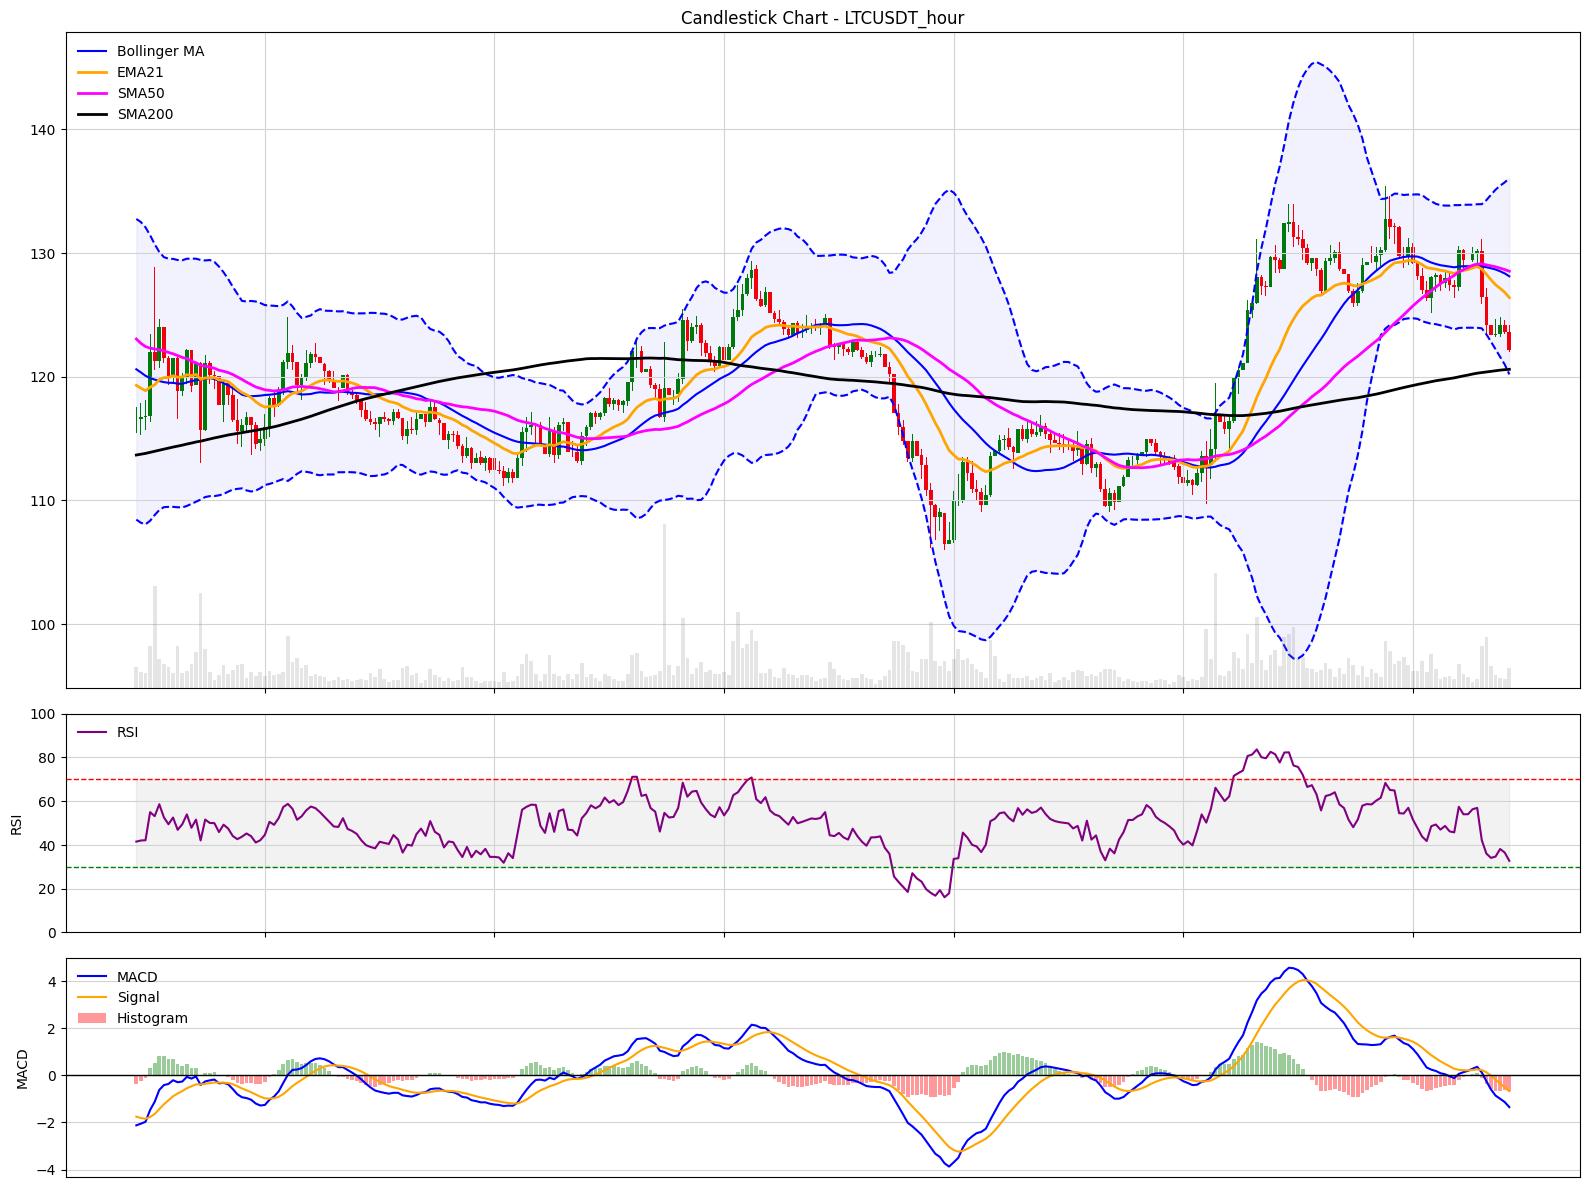 Candlestick Chart - LTCUSDT_hour
Bollinger MA
EMA21
SMA50
SMA200
140
130
120
110
100
100
80
60
40
20
0
RSI
RSI
4
2
0
−2
−4
MACD
MACD
Signal
Histogram